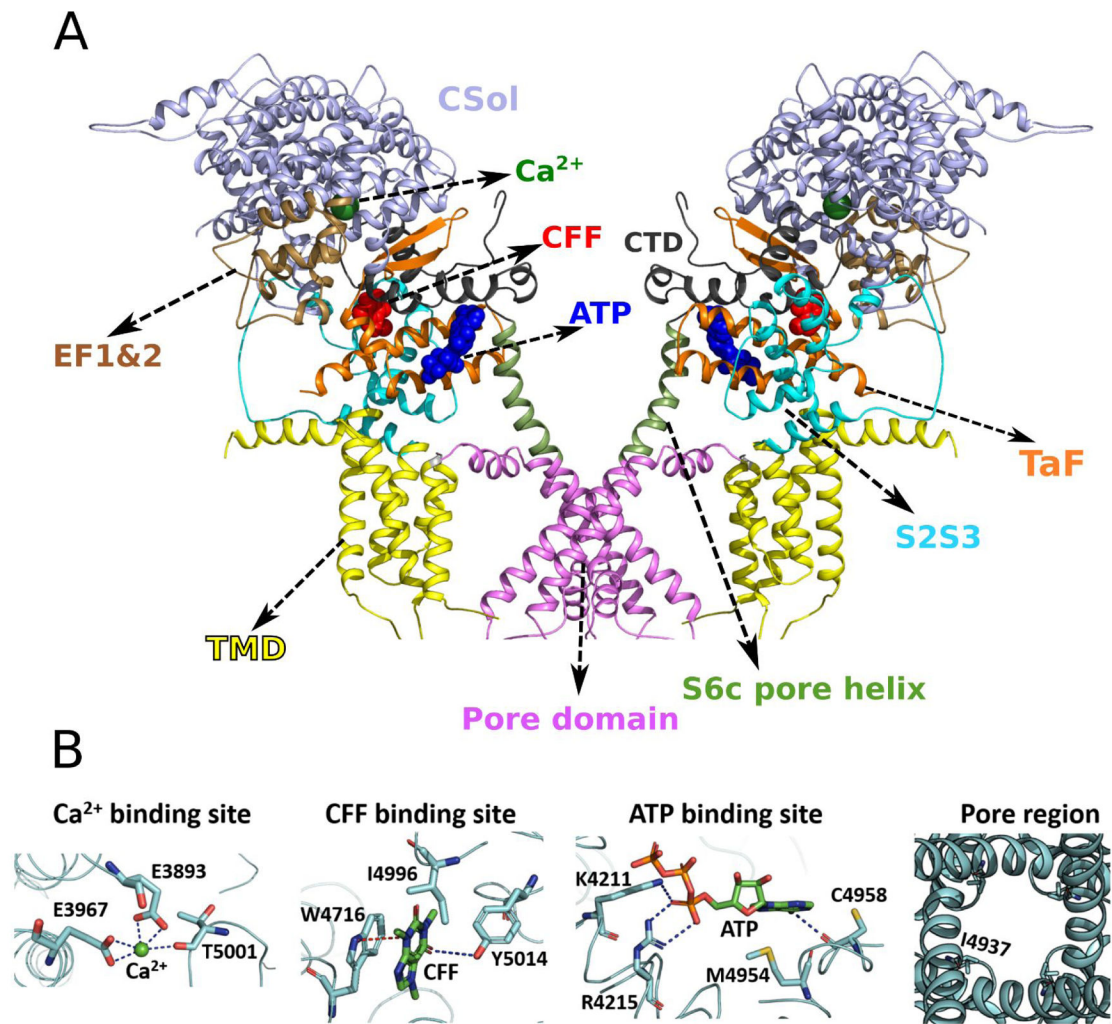 A
CSol
Ca²⁺
CFF
CTD
ATP
EF1&2
TaF
S2S3
TMD
S6c pore helix
Pore domain
B
Ca²⁺ binding site
CFF binding site
ATP binding site
Pore region
E3893
E3967
T5001
Ca²⁺
I4996
W4716
CFF
Y5014
K4211
C4958
ATP
M4954
R4215
I4937